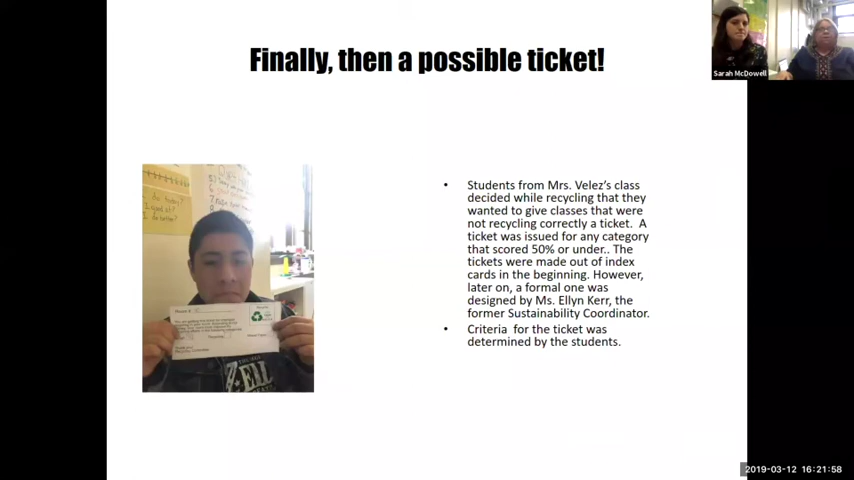 Finally, then a possible ticket!
Sarah McDowell
• Students from Mrs. Velez's class
decided while recycling that they
wanted to give classes that were
not recycling correctly a ticket. A
ticket was issued for any category
that scored 50% or under.. The
tickets were made out of index
cards in the beginning. However,
later on, a formal one was
designed by Ms. Ellyn Kerr, the
former Sustainability Coordinator.
• Criteria for the ticket was
determined by the students.
2019-03-12 16:21:58